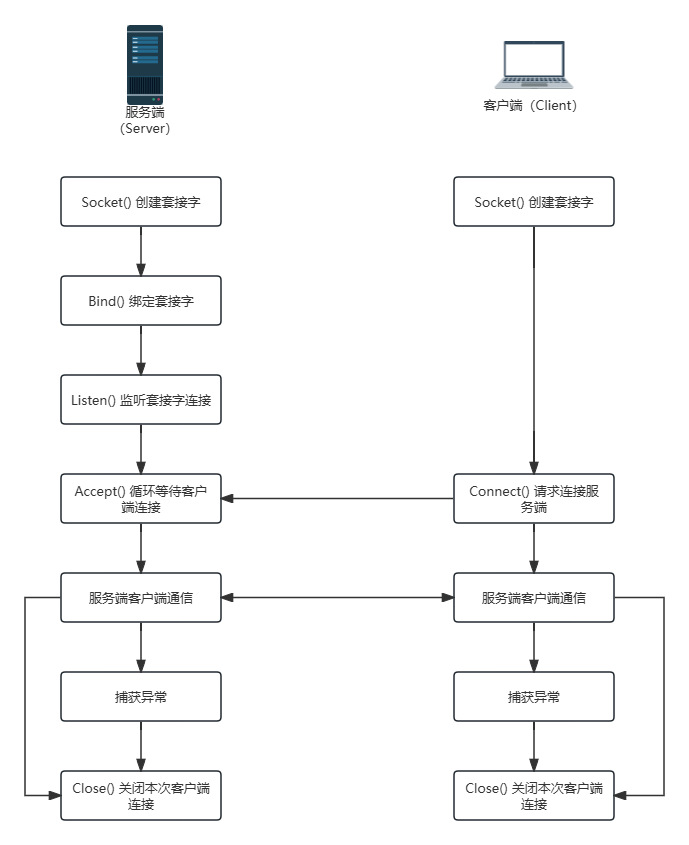 服务端
（Server）
客户端（Client）
Socket() 创建套接字
Socket() 创建套接字
Bind() 绑定套接字
Listen() 监听套接字连接
Accept() 循环等待客户
端连接
Connect() 请求连接服
务端
服务端客户端通信
服务端客户端通信
捕获异常
捕获异常
Close() 关闭本次客户端
连接
Close() 关闭本次客户端
连接